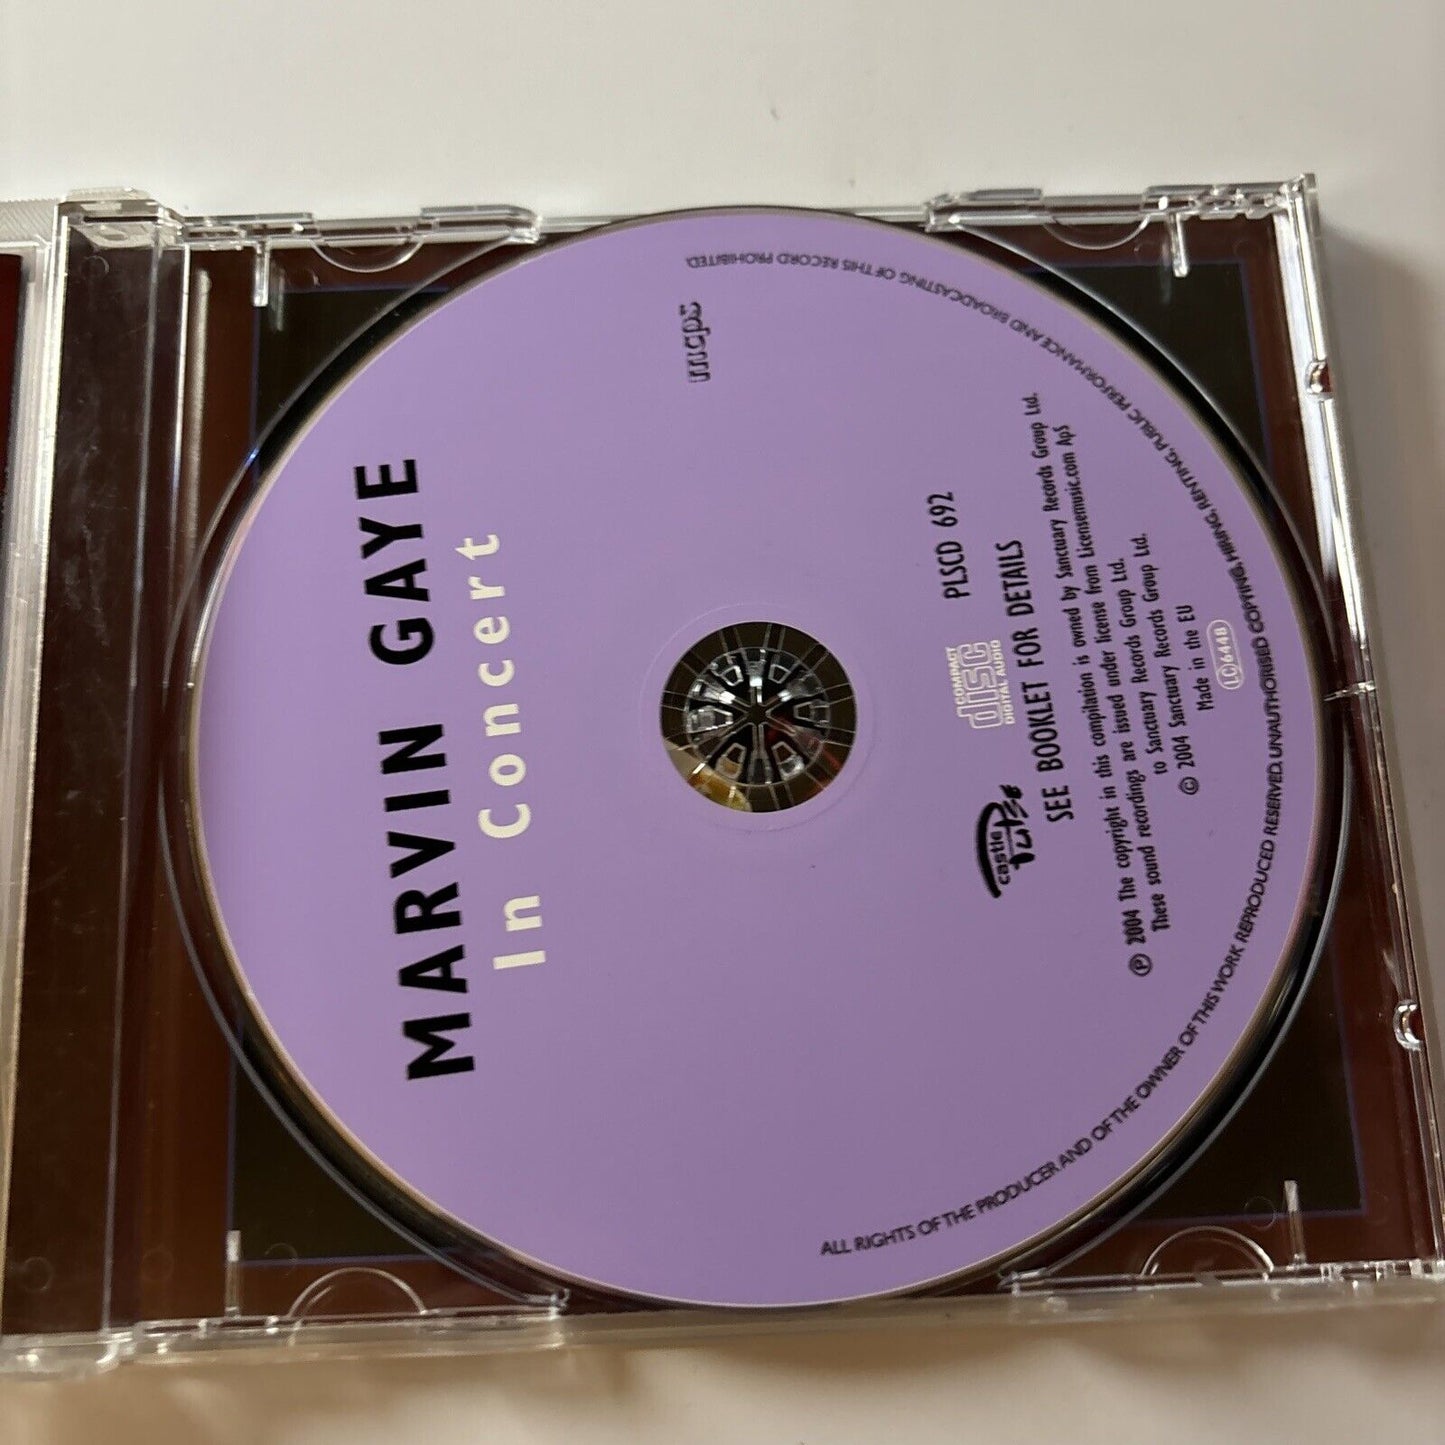 MARVIN GAYE
In Concert
mcps
PLSCD 692
COMPACT
disc
DIGITAL AUDIO
castle
pulse
SEE BOOKLET FOR DETAILS
℗ 2004 The copyright in this compilation is owned by Sanctuary Records Group Ltd.
These sound recordings are issued under license from Licensemusic.com ApS
to Sanctuary Records Group Ltd.
© 2004 Sanctuary Records Group Ltd.
Made in the EU
LC 6448
ALL RIGHTS OF THE PRODUCER AND OF THE OWNER OF THIS WORK REPRODUCED RESERVED. UNAUTHORISED COPYING, HIRING, RENTING, PUBLIC PERFORMANCE AND BROADCASTING OF THIS RECORD PROHIBITED.